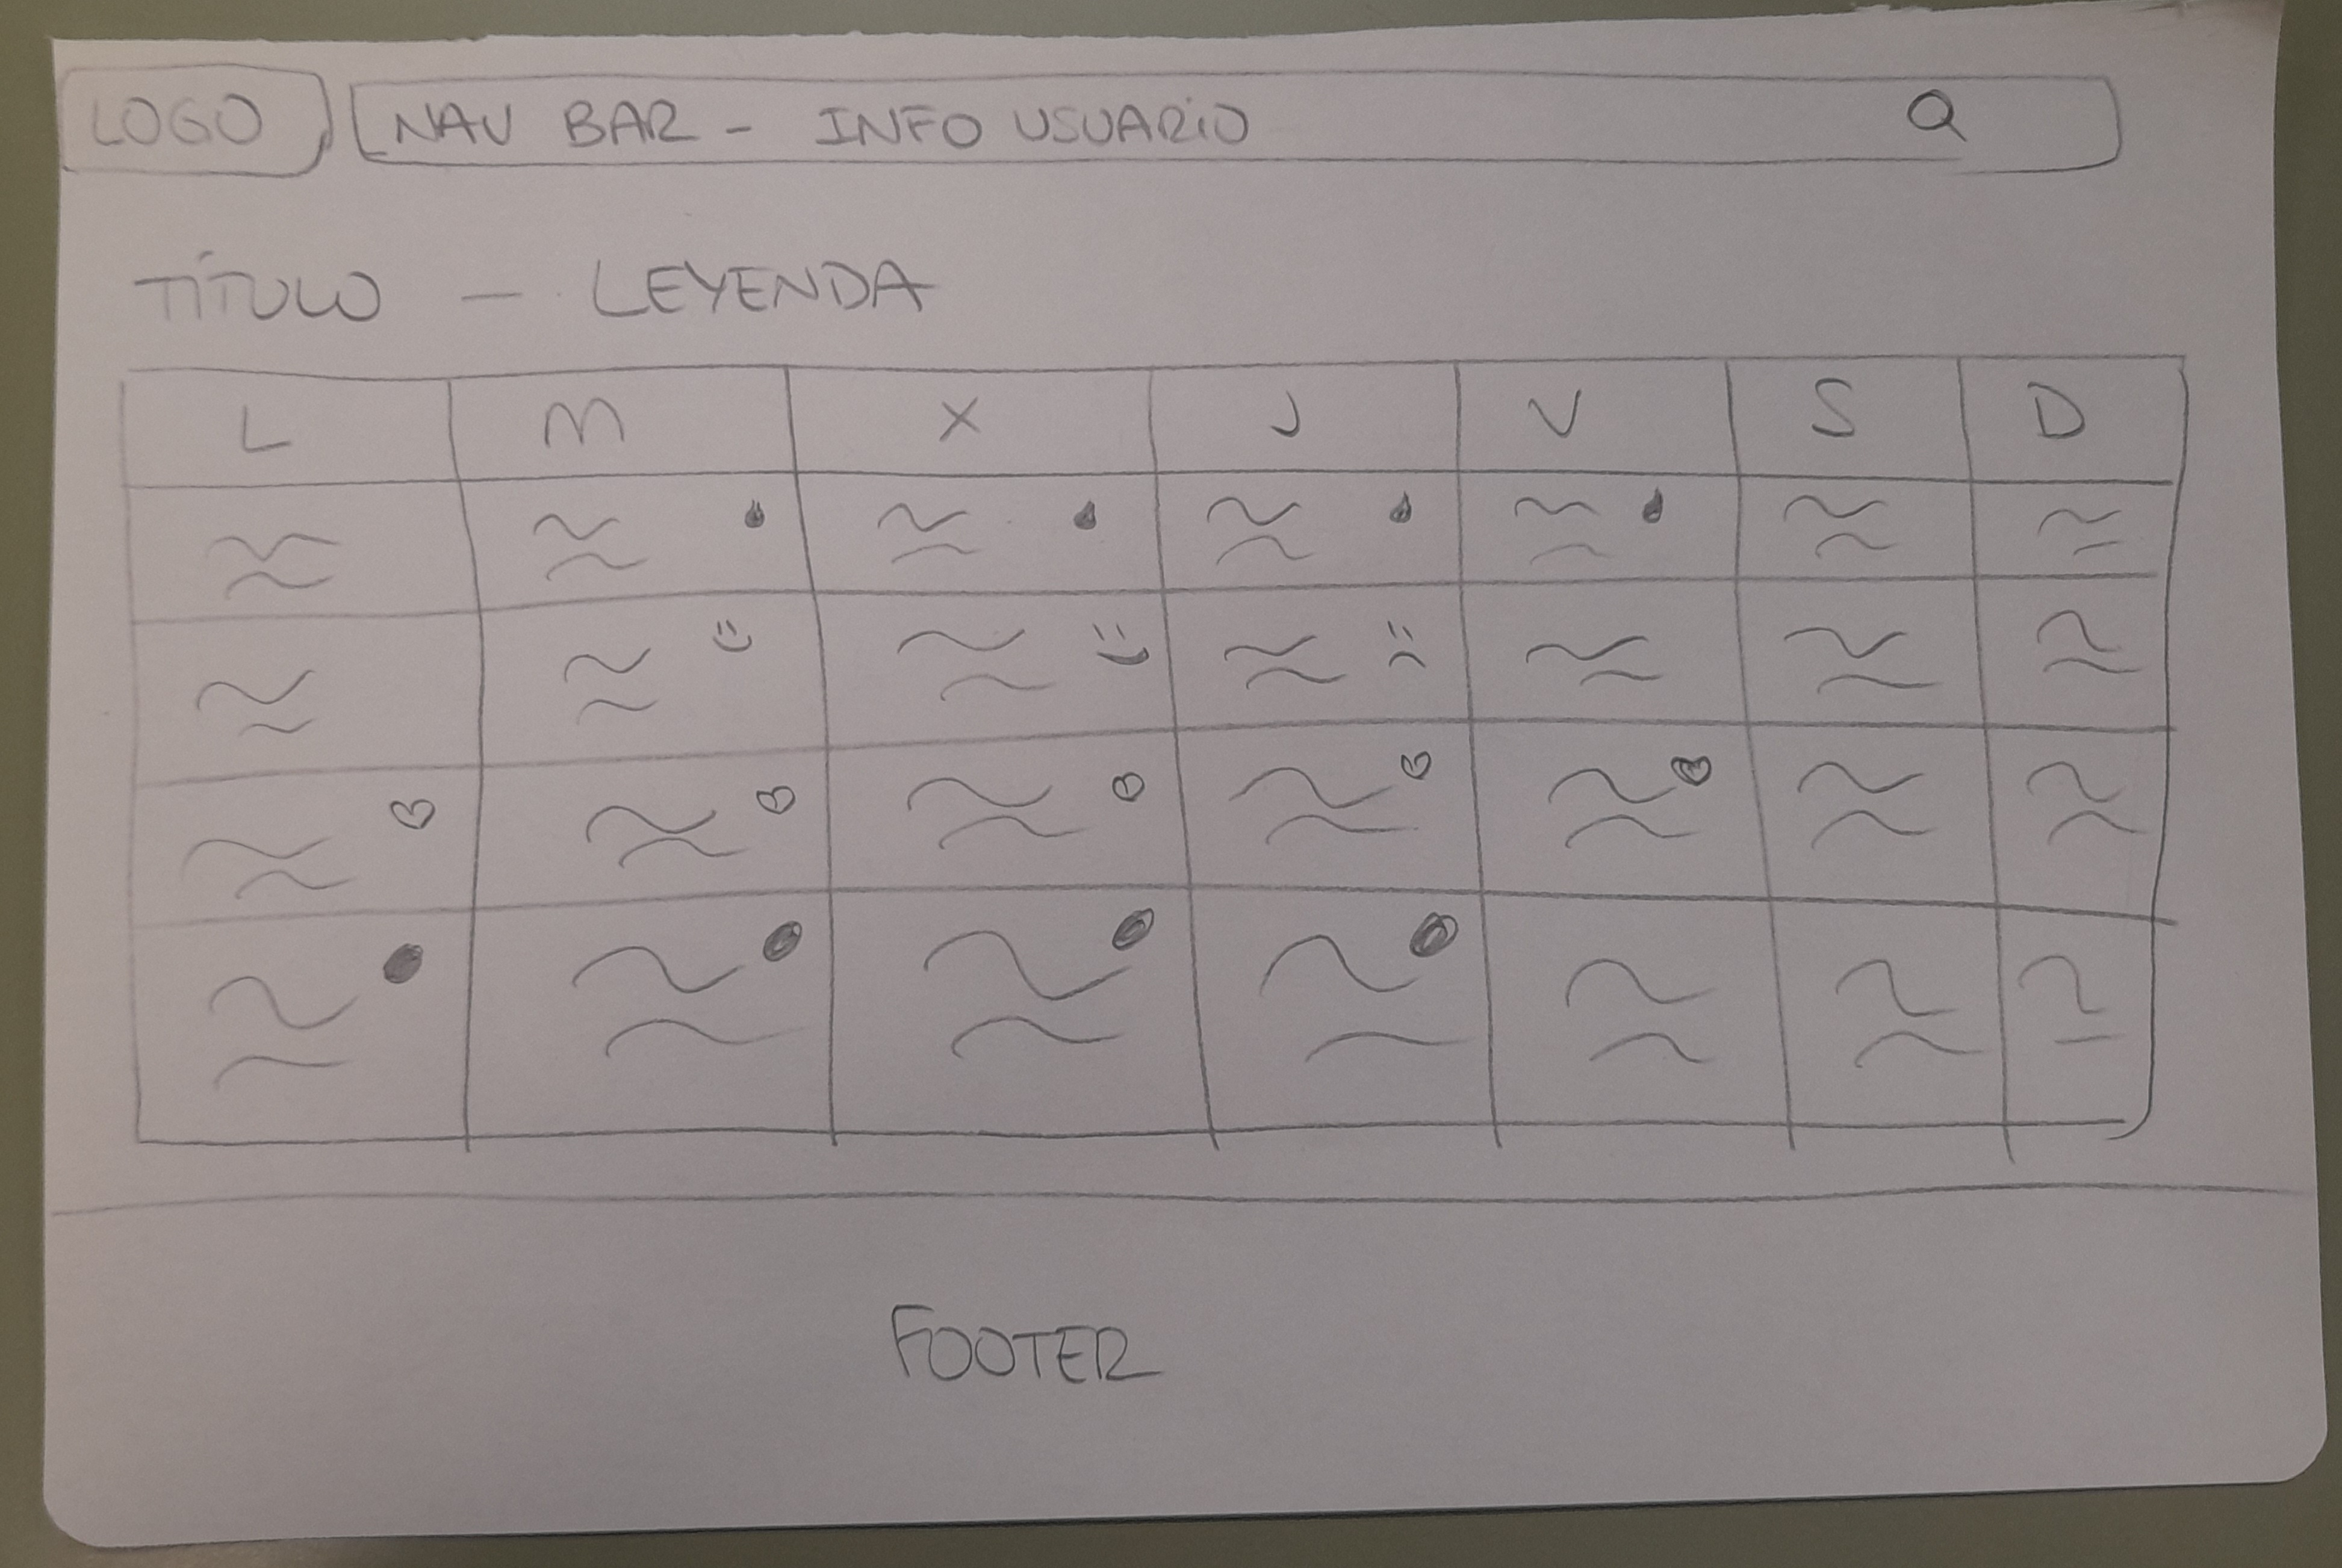 LOGO NAV BAR - INFO USUARIO
TÍTULO - LEYENDA
L M X J V S D
FOOTER